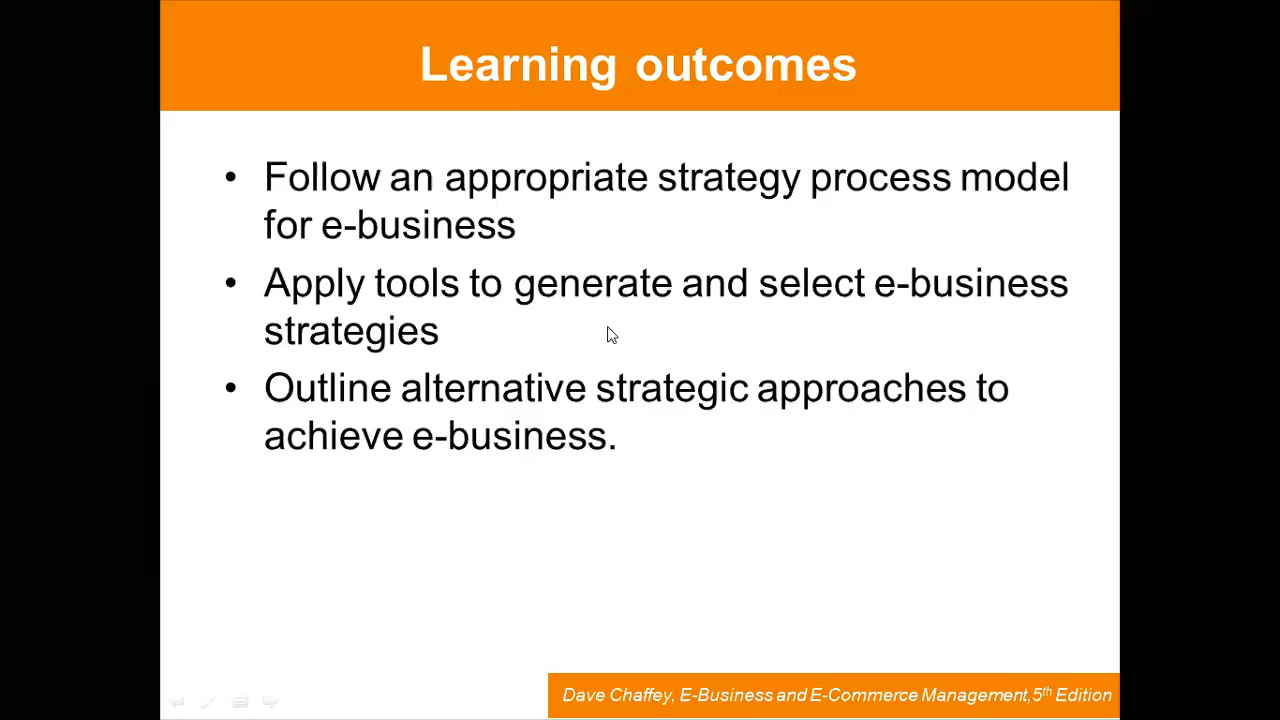 Learning outcomes
• Follow an appropriate strategy process model
for e-business
• Apply tools to generate and select e-business
strategies
• Outline alternative strategic approaches to
achieve e-business.
Dave Chaffey, E-Business and E-Commerce Management,5th Edition